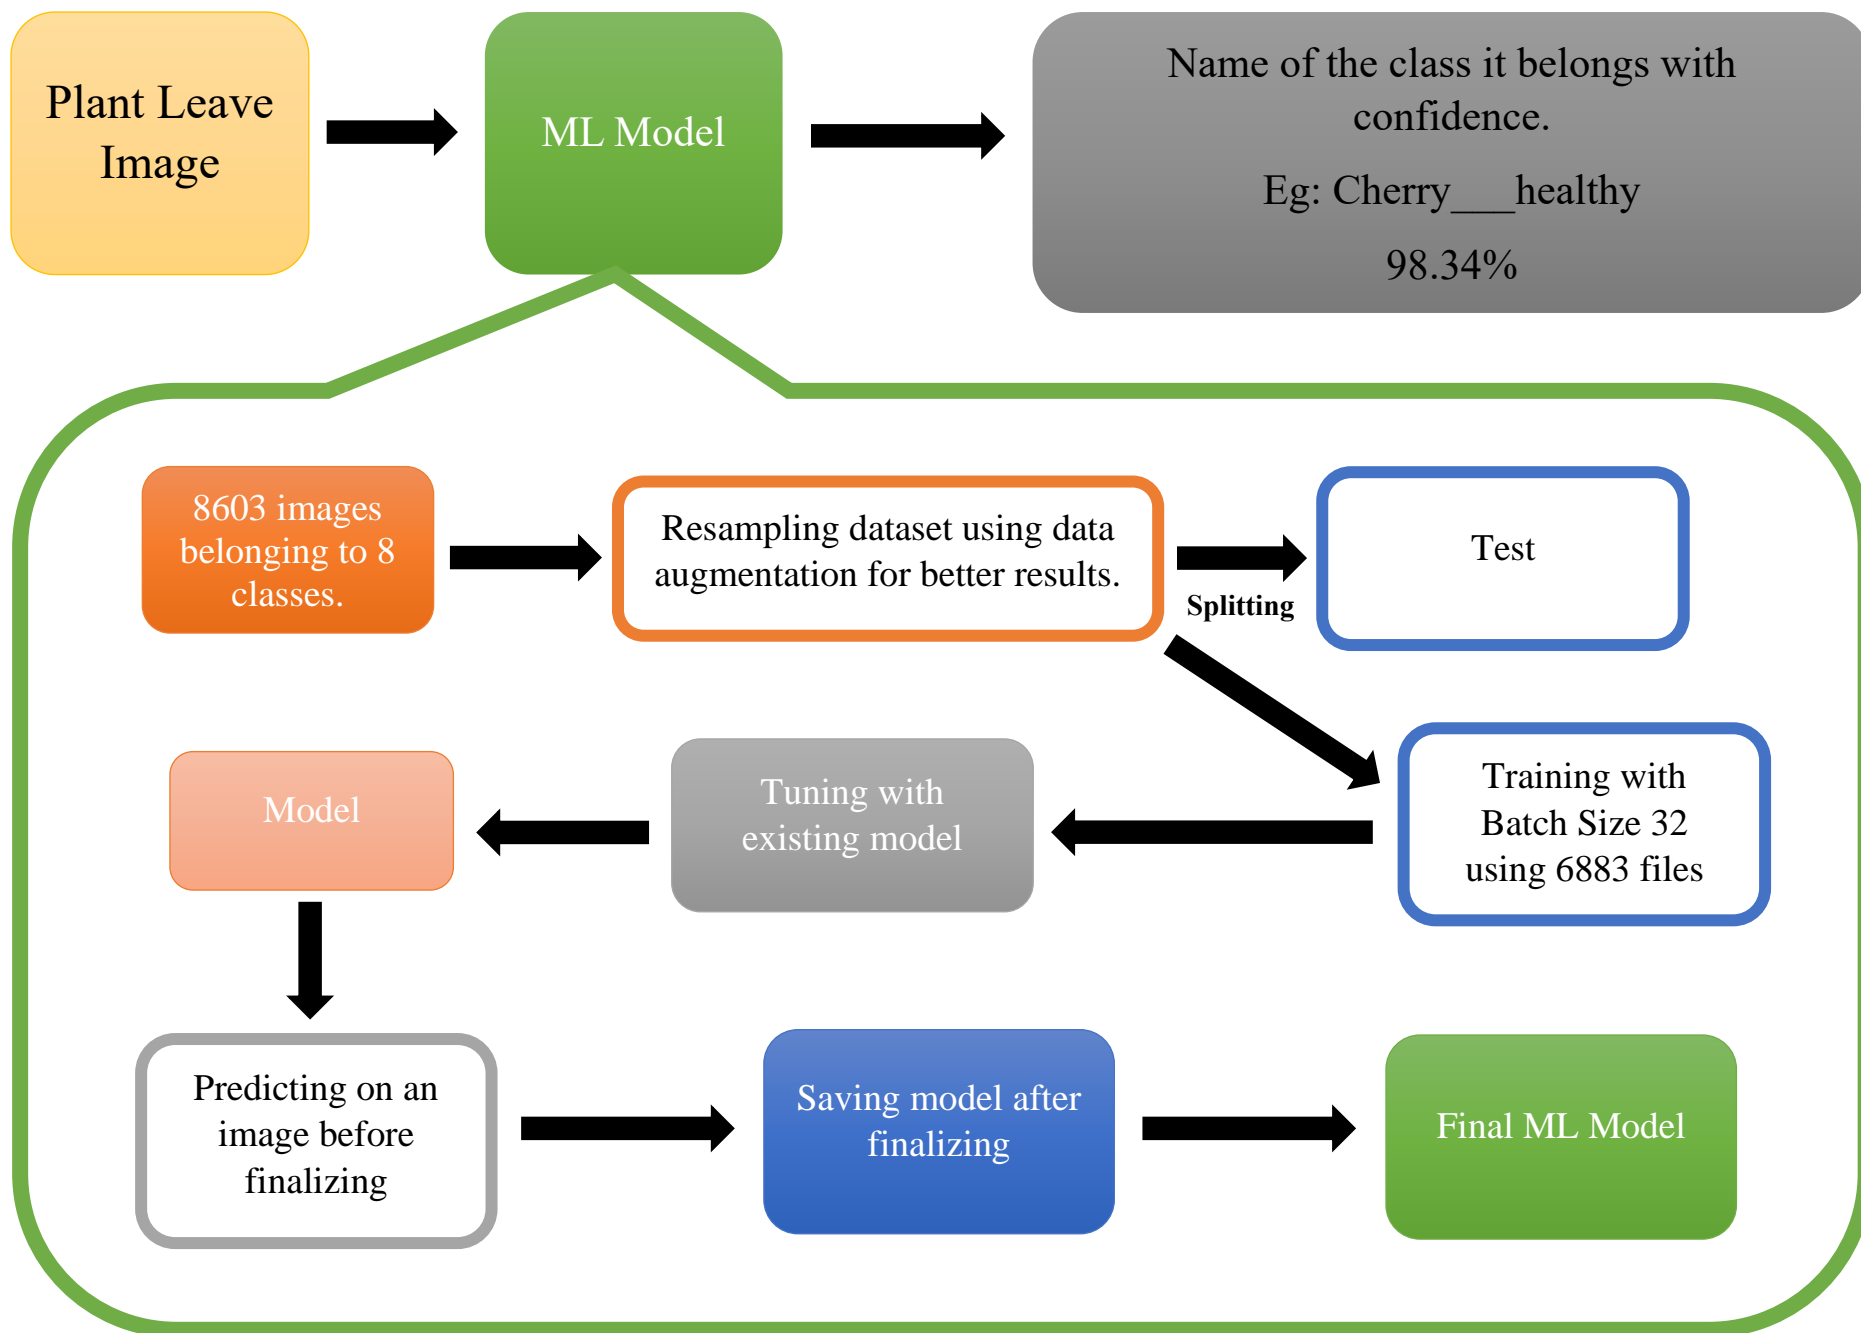 Plant Leave
Image
ML Model
Name of the class it belongs with
confidence.
Eg: Cherry___healthy
98.34%
8603 images
belonging to 8
classes.
Resampling dataset using data
augmentation for better results.
Splitting
Test
Training with
Batch Size 32
using 6883 files
Tuning with
existing model
Model
Predicting on an
image before
finalizing
Saving model after
finalizing
Final ML Model